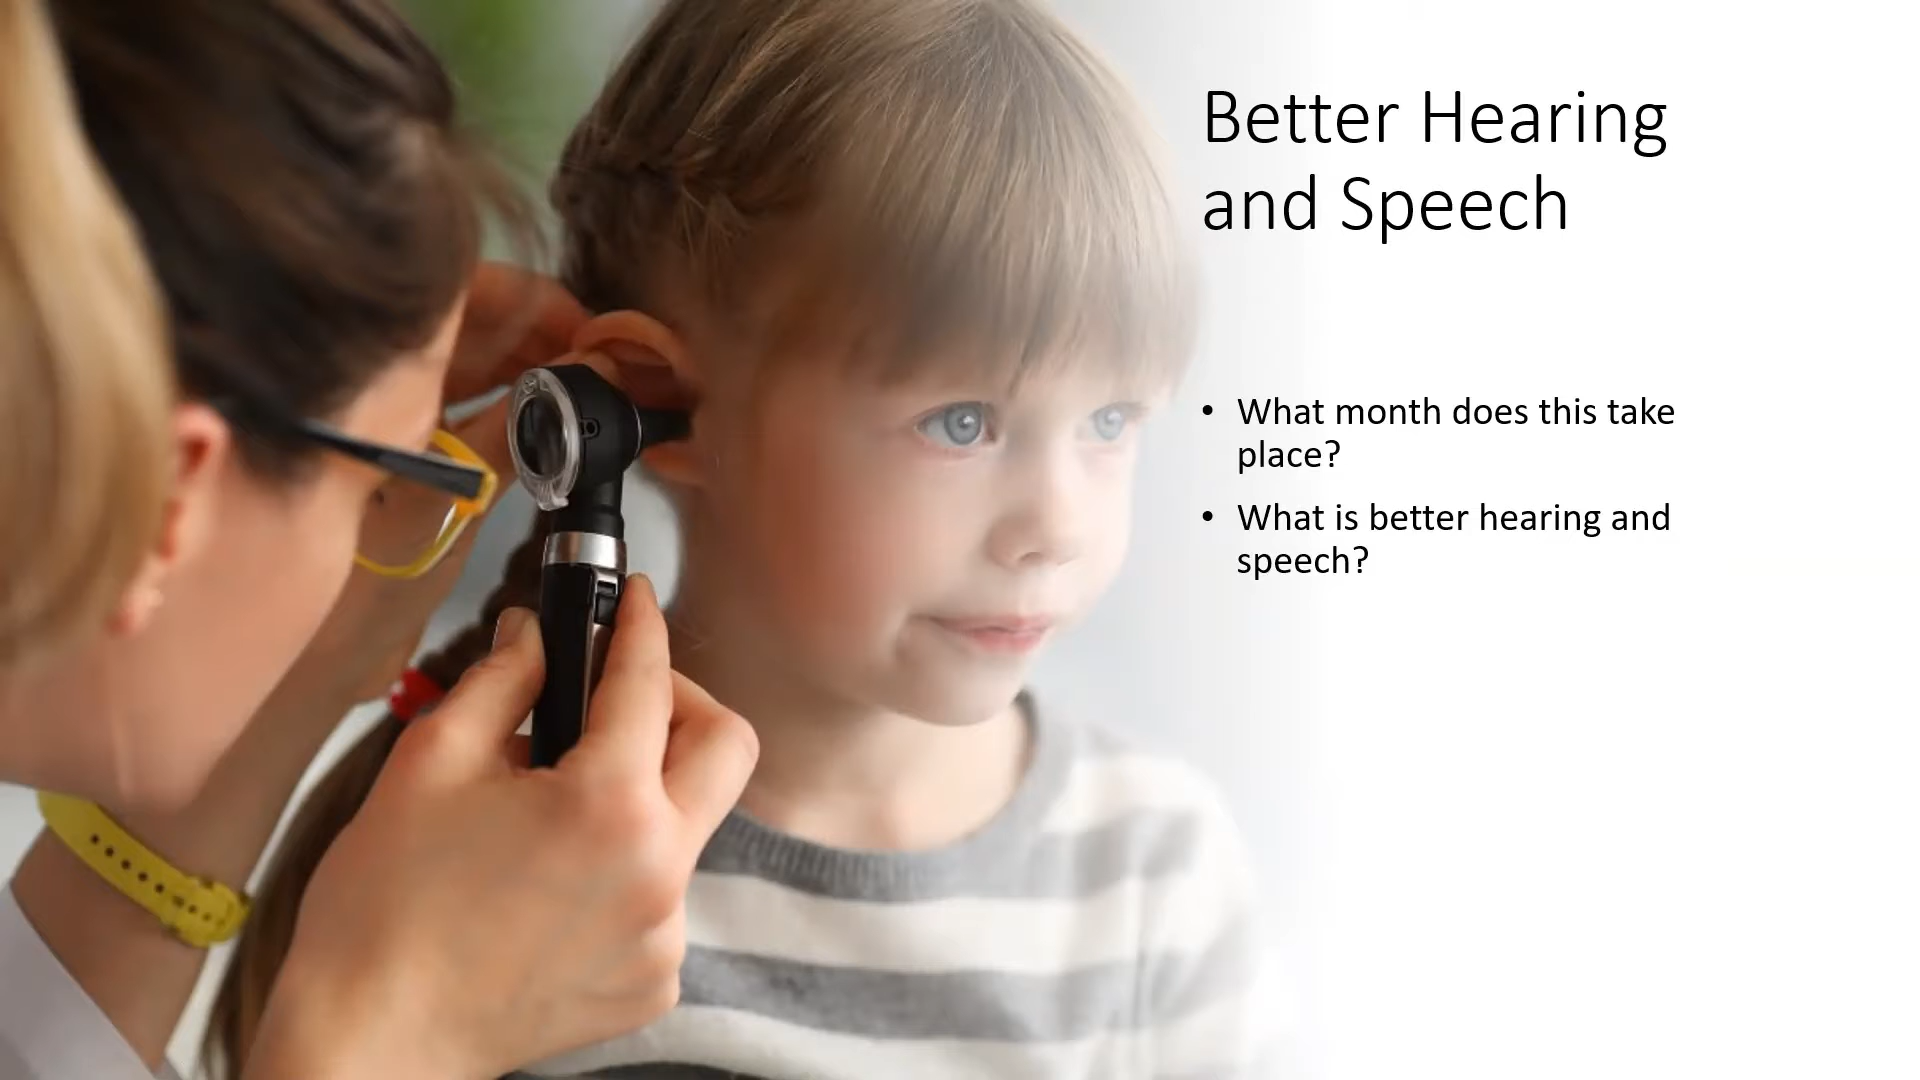 Better Hearing
and Speech
• What month does this take
place?
• What is better hearing and
speech?